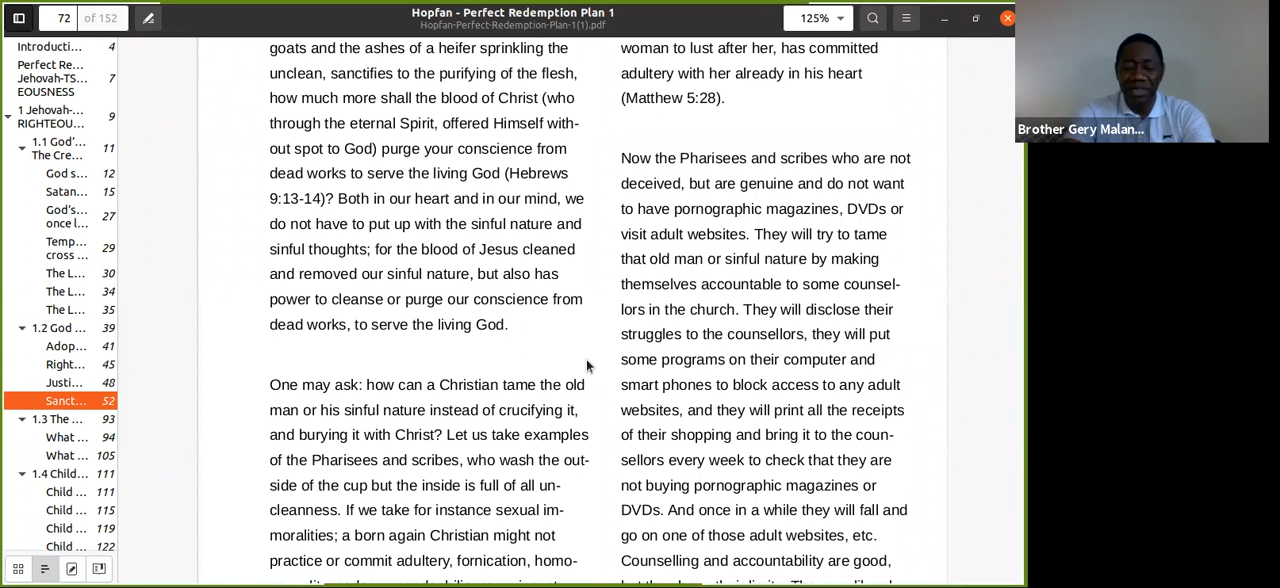 72
of 152
Hopfan - Perfect Redemption Plan 1
Hopfan-Perfect-Redemption-Plan-1(1).pdf
125%
Introducti... 4
Perfect Re...
Jehovah-TS... 7
EOUSNESS
1 Jehovah-
RIGHTEOU... 9
1.1 God'...
The Cre... 11
God s... 12
Satan... 15
God's...
once l... 27
Temp...
cross ... 29
The L... 30
The L... 34
The L... 35
1.2 God ... 39
Adop... 41
Right... 45
Justi... 48
Sanct... 52
1.3 The ... 93
What ... 94
What ... 105
1.4 Child... 111
Child ... 111
Child ... 115
Child ... 119
Child ... 122
goats and the ashes of a heifer sprinkling the
unclean, sanctifies to the purifying of the flesh,
how much more shall the blood of Christ (who
through the eternal Spirit, offered Himself with-
out spot to God) purge your conscience from
dead works to serve the living God (Hebrews
9:13-14)? Both in our heart and in our mind, we
do not have to put up with the sinful nature and
sinful thoughts; for the blood of Jesus cleaned
and removed our sinful nature, but also has
power to cleanse or purge our conscience from
dead works, to serve the living God.
One may ask: how can a Christian tame the old
man or his sinful nature instead of crucifying it,
and burying it with Christ? Let us take examples
of the Pharisees and scribes, who wash the out-
side of the cup but the inside is full of all un-
cleanness. If we take for instance sexual im-
moralities; a born again Christian might not
practice or commit adultery, fornication, homo-
woman to lust after her, has committed
adultery with her already in his heart
(Matthew 5:28).
Now the Pharisees and scribes who are not
deceived, but are genuine and do not want
to have pornographic magazines, DVDs or
visit adult websites. They will try to tame
that old man or sinful nature by making
themselves accountable to some counsel-
lors in the church. They will disclose their
struggles to the counsellors, they will put
some programs on their computer and
smart phones to block access to any adult
websites, and they will print all the receipts
of their shopping and bring it to the coun-
sellors every week to check that they are
not buying pornographic magazines or
DVDs. And once in a while they will fall and
go on one of those adult websites, etc.
Counselling and accountability are good,
Brother Gery Malan...